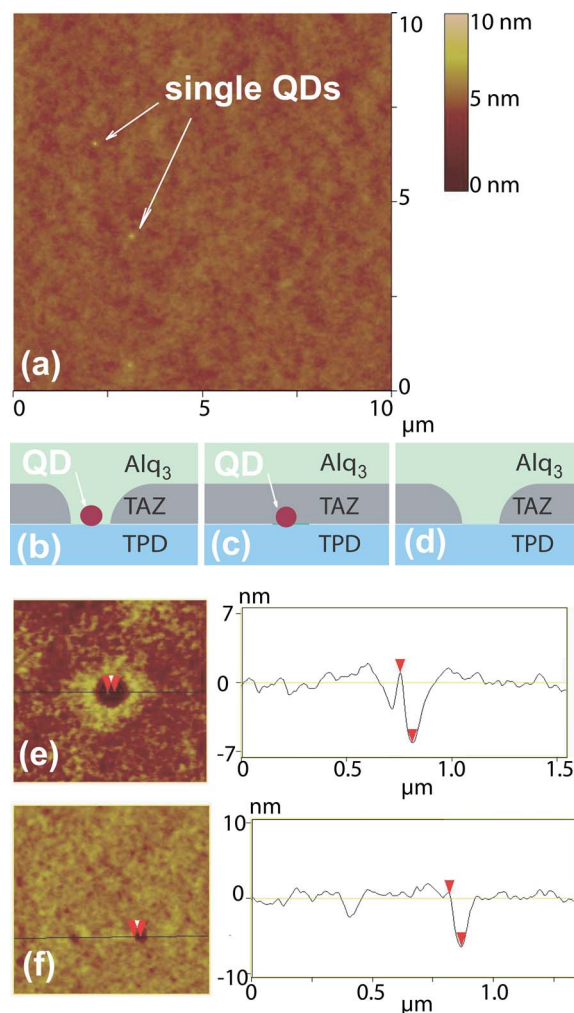 10 nm
5 nm
0 nm
single QDs
10
5
0
(a)
0
5
10
µm
QD
Alq3
TAZ
TPD
(b)
QD
Alq3
TAZ
TPD
(c)
Alq3
TAZ
TPD
(d)
(e)
nm
7
0
-7
0
0.5
1.0
1.5
µm
(f)
nm
10
0
-10
0
0.5
1.0
µm